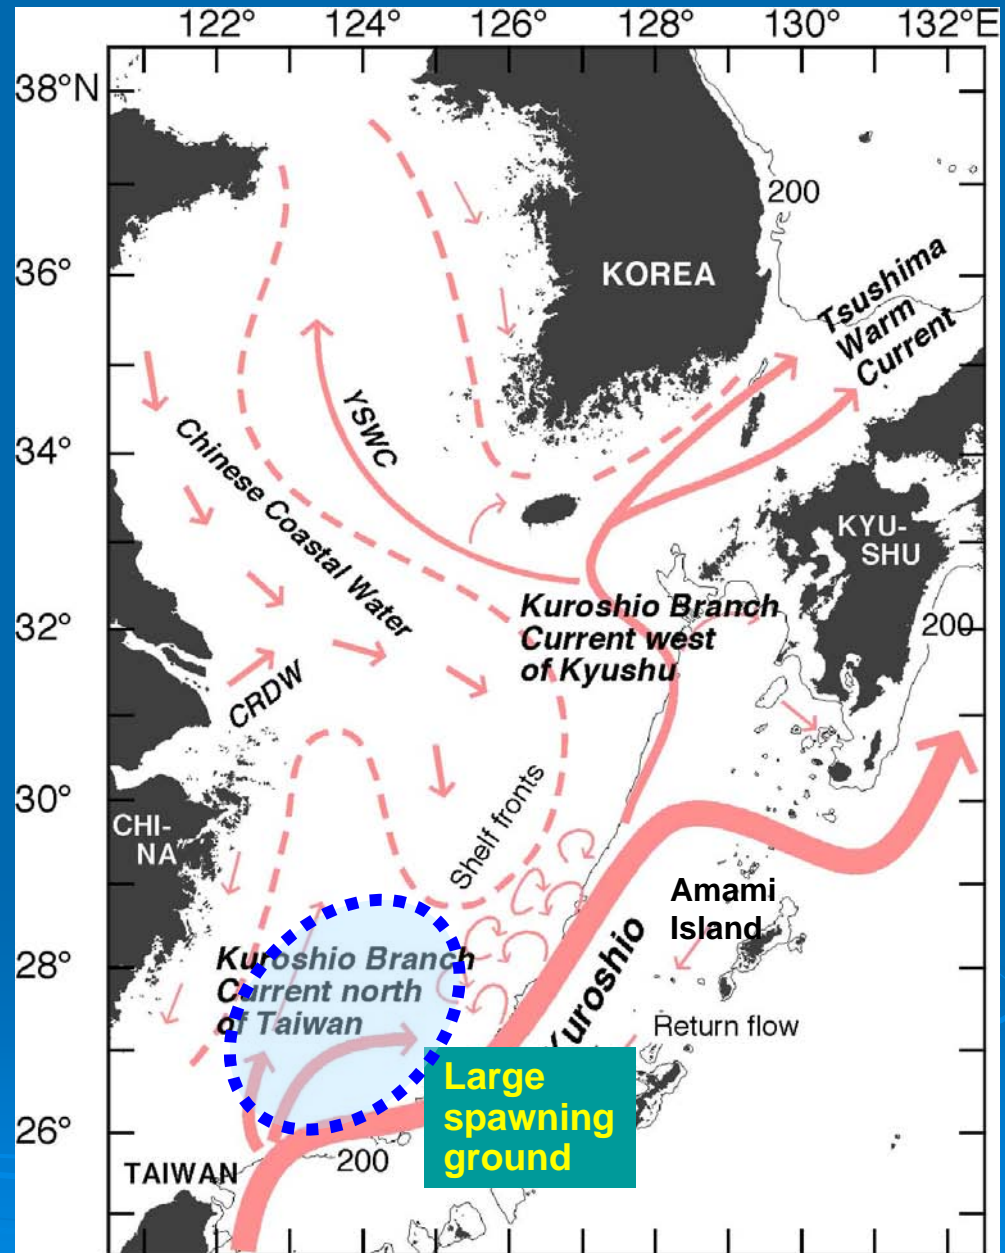 122° 124° 126° 128° 130° 132°E
38°N
200
36°
KOREA
Tsushima
Warm
Current
YSWC
34°
Chinese Coastal Water
KYU-
SHU
Kuroshio Branch
Current west
of Kyushu
32°
200
CRDW
30°
CHI-
NA
Shelf fronts
Amami
Island
28°
Kuroshio Branch
Current north
of Taiwan
Kuroshio
Return flow
Large
spawning
ground
26°
200
TAIWAN